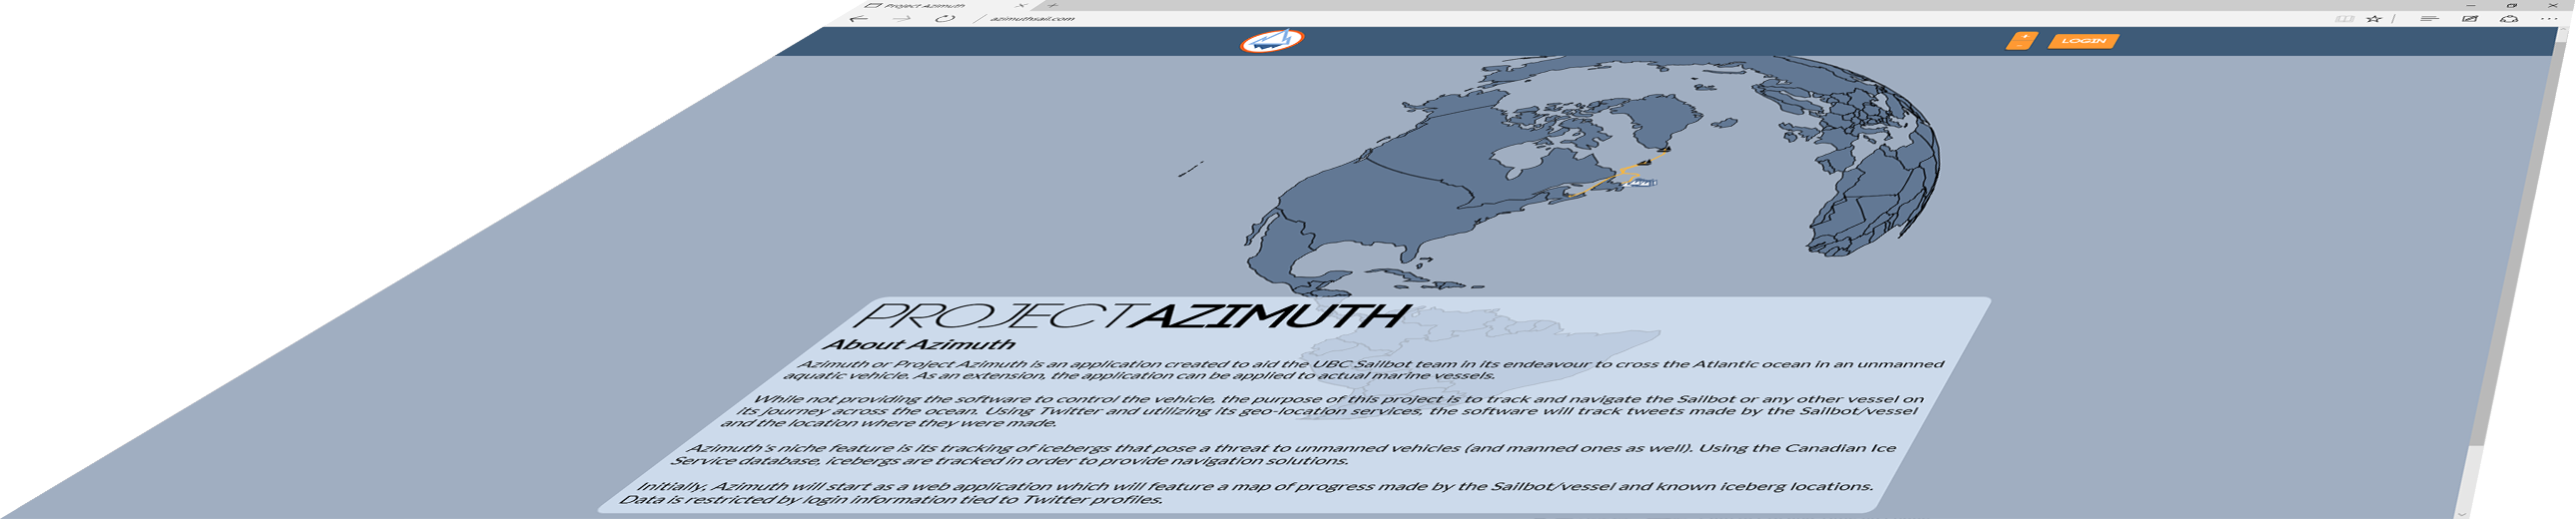 Project Azimuth
azimuthsail.com
+
-
LOGIN
PROJECTAZIMUTH
About Azimuth
Azimuth or Project Azimuth is an application created to aid the UBC Sailbot team in its endeavour to cross the Atlantic ocean in an unmanned
aquatic vehicle. As an extension, the application can be applied to actual marine vessels.
While not providing the software to control the vehicle, the purpose of this project is to track and navigate the Sailbot or any other vessel on
its journey across the ocean. Using Twitter and utilizing its geo-location services, the software will track tweets made by the Sailbot/vessel
and the location where they were made.
Azimuth's niche feature is its tracking of icebergs that pose a threat to unmanned vehicles (and manned ones as well). Using the Canadian Ice
Service database, icebergs are tracked in order to provide navigation solutions.
Initially, Azimuth will start as a web application which will feature a map of progress made by the Sailbot/vessel and known iceberg locations.
Data is restricted by login information tied to Twitter profiles.